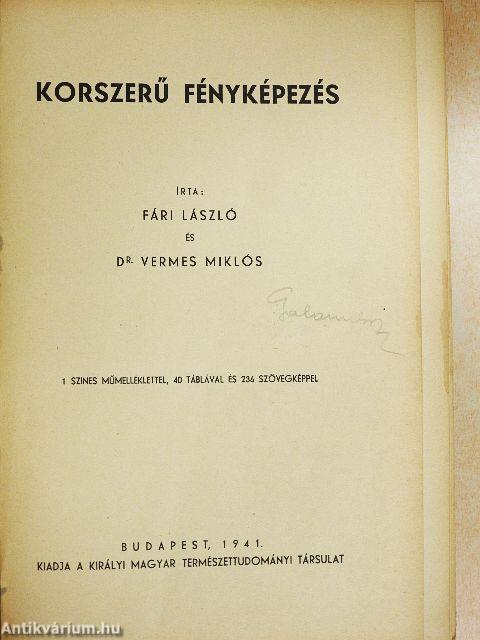 KORSZERŰ FÉNYKÉPEZÉS
ÍRTA:
FÁRI LÁSZLÓ
ÉS
DR. VERMES MIKLÓS
1 SZINES MŰMELLÉKLETTEL, 40 TÁBLÁVAL ÉS 236 SZÖVEGKÉPPEL
BUDAPEST, 1941.
KIADJA A KIRÁLYI MAGYAR TERMÉSZETTUDOMÁNYI TÁRSULAT
Antikvárium.hu